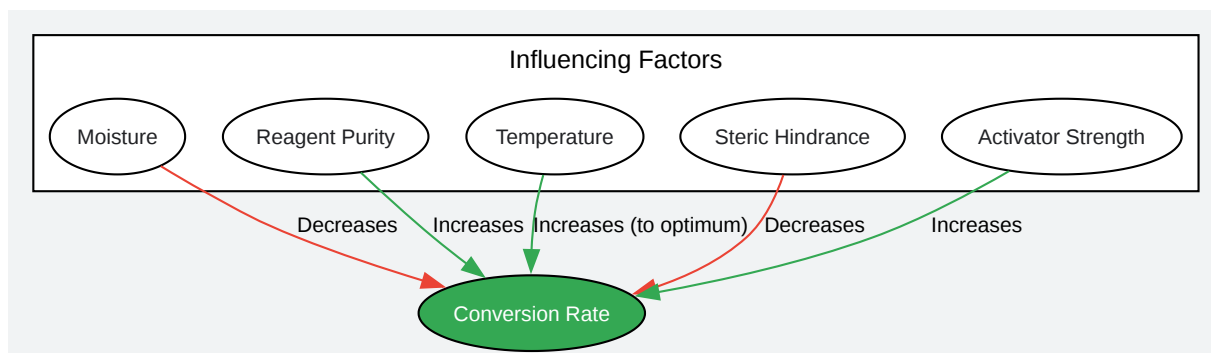 Influencing Factors
Moisture
Reagent Purity
Temperature
Steric Hindrance
Activator Strength
Decreases
Increases
Increases (to optimum)
Decreases
Increases
Conversion Rate